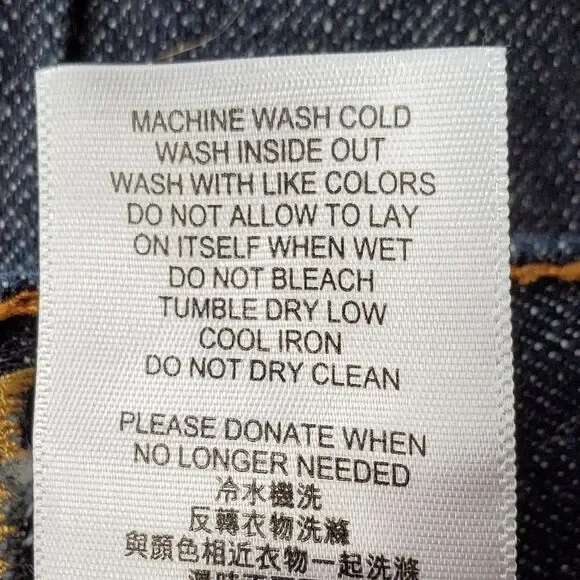 MACHINE WASH COLD
WASH INSIDE OUT
WASH WITH LIKE COLORS
DO NOT ALLOW TO LAY
ON ITSELF WHEN WET
DO NOT BLEACH
TUMBLE DRY LOW
COOL IRON
DO NOT DRY CLEAN
PLEASE DONATE WHEN
NO LONGER NEEDED
冷水機洗
反轉衣物洗滌
與顏色相近衣物一起洗滌